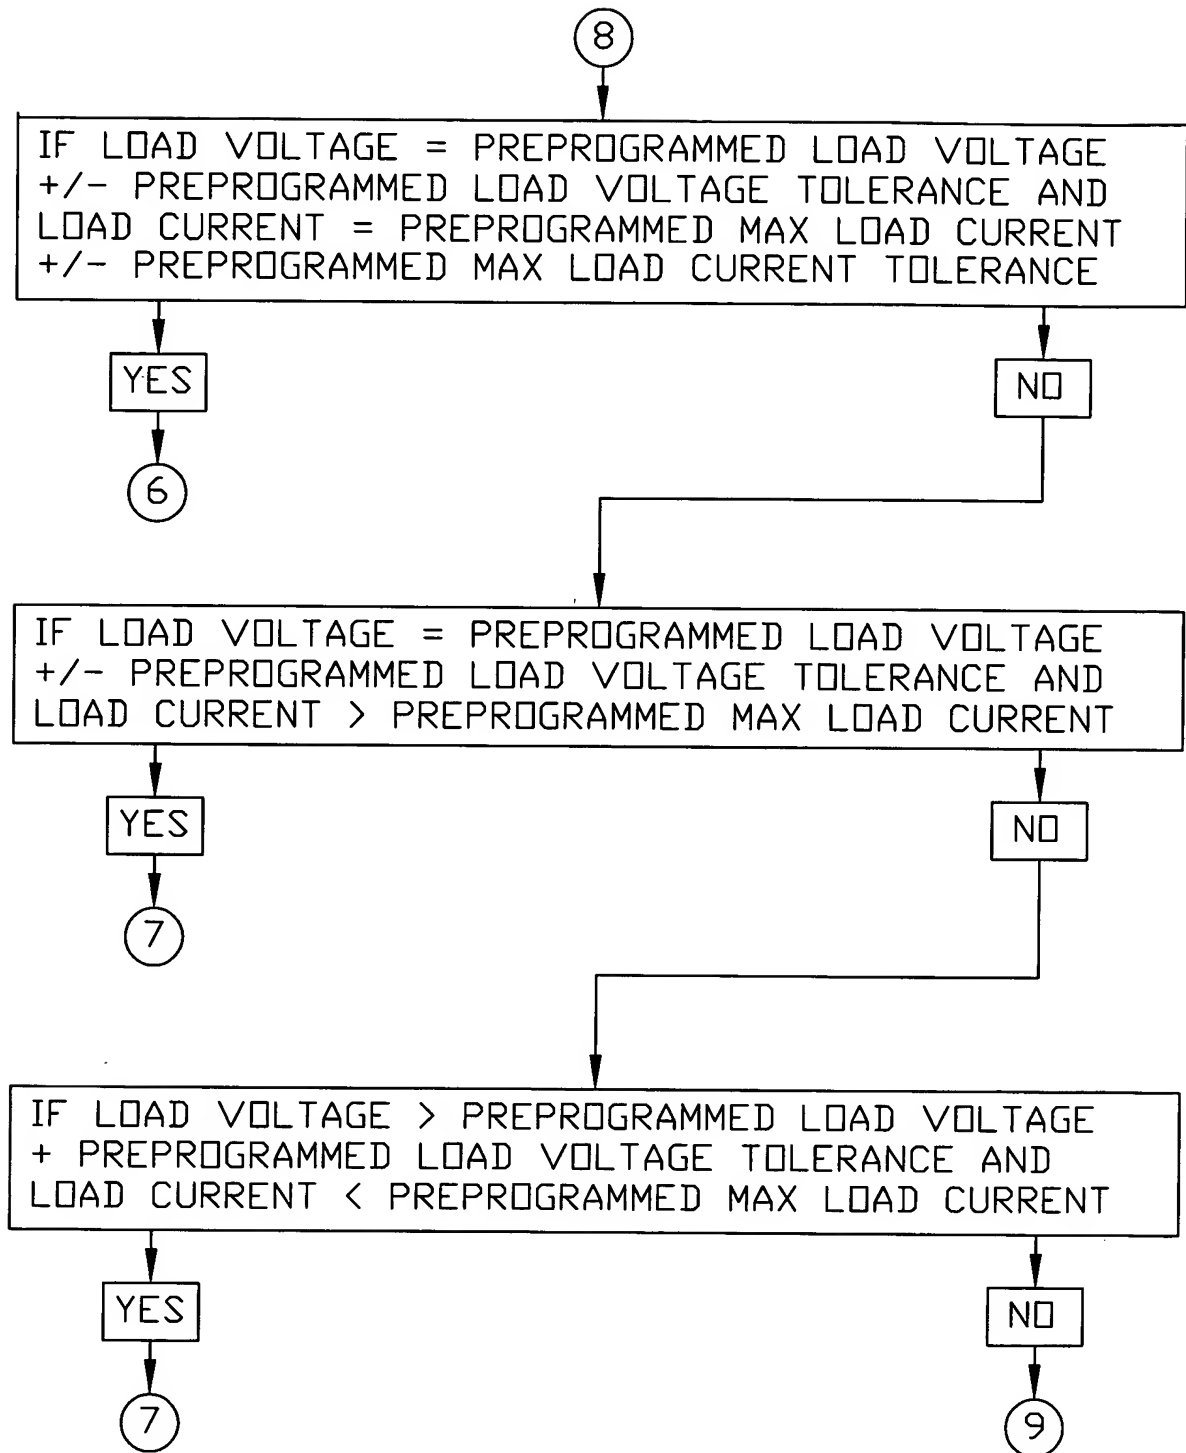 8
IF LOAD VOLTAGE = PREPROGRAMMED LOAD VOLTAGE
+/- PREPROGRAMMED LOAD VOLTAGE TOLERANCE AND
LOAD CURRENT = PREPROGRAMMED MAX LOAD CURRENT
+/- PREPROGRAMMED MAX LOAD CURRENT TOLERANCE
YES
NO
6
IF LOAD VOLTAGE = PREPROGRAMMED LOAD VOLTAGE
+/- PREPROGRAMMED LOAD VOLTAGE TOLERANCE AND
LOAD CURRENT > PREPROGRAMMED MAX LOAD CURRENT
YES
NO
7
IF LOAD VOLTAGE > PREPROGRAMMED LOAD VOLTAGE
+ PREPROGRAMMED LOAD VOLTAGE TOLERANCE AND
LOAD CURRENT < PREPROGRAMMED MAX LOAD CURRENT
YES
NO
7
9